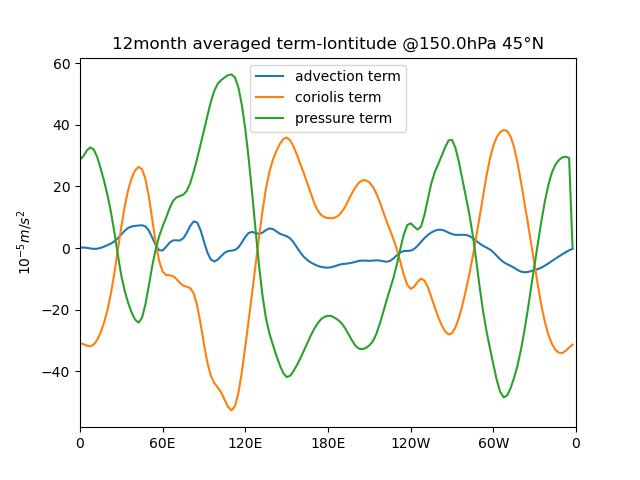 12month averaged term-lontitude @150.0hPa 45°N
advection term
coriolis term
pressure term
60
40
20
0
−20
−40
10⁻⁵m/s²
0 60E 120E 180E 120W 60W 0